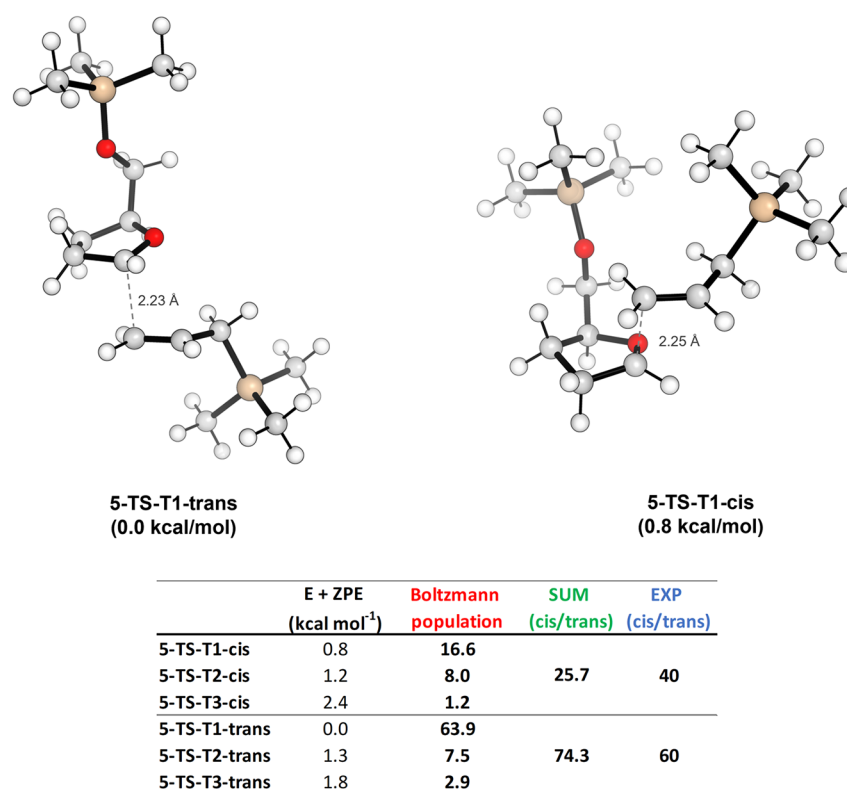 2.23 Å
2.25 Å
5-TS-T1-trans
(0.0 kcal/mol)
5-TS-T1-cis
(0.8 kcal/mol)
E + ZPE Boltzmann SUM EXP
(kcal mol⁻¹) population (cis/trans) (cis/trans)
5-TS-T1-cis 0.8 16.6
5-TS-T2-cis 1.2 8.0 25.7 40
5-TS-T3-cis 2.4 1.2
5-TS-T1-trans 0.0 63.9
5-TS-T2-trans 1.3 7.5 74.3 60
5-TS-T3-trans 1.8 2.9